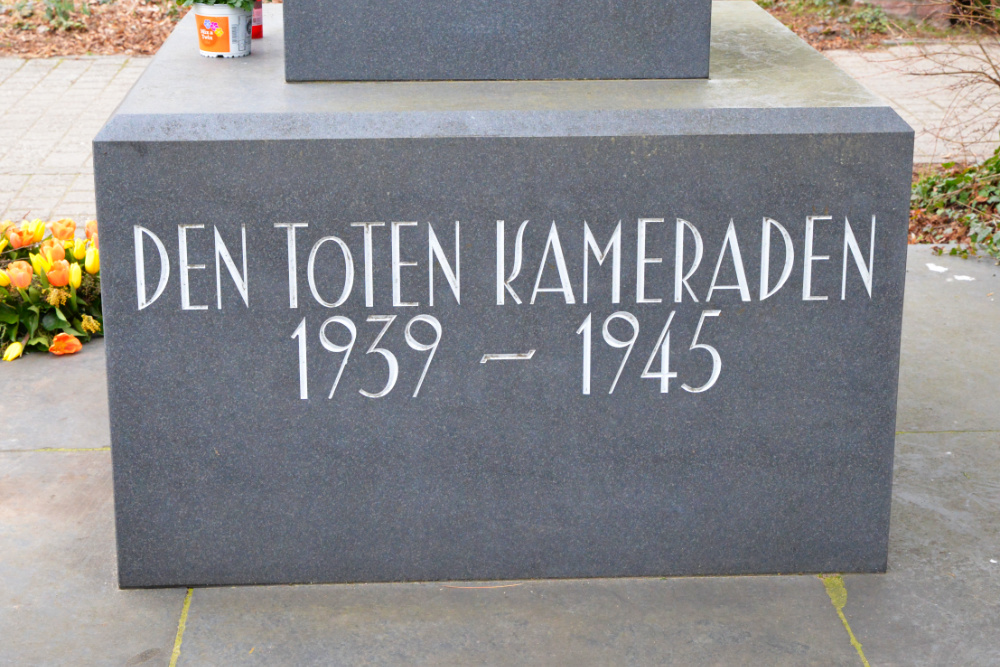 DEN TOTEN KAMERADEN
1939 – 1945